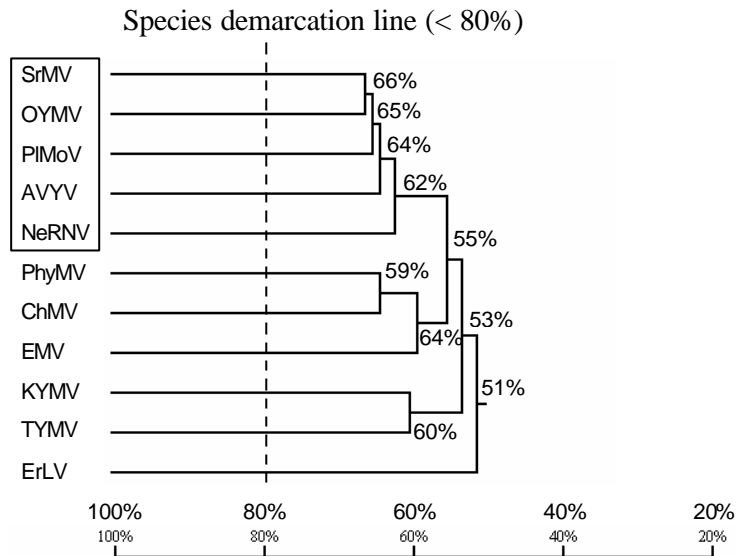 Species demarcation line (< 80%)
SrMV
66%
OYMV
65%
PlMoV
64%
AVYV
62%
NeRNV
55%
PhyMV
59%
ChMV
53%
64%
EMV
51%
KYMV
60%
TYMV
ErLV
100% 80% 60% 40% 20%
100% 80% 60% 40% 20%